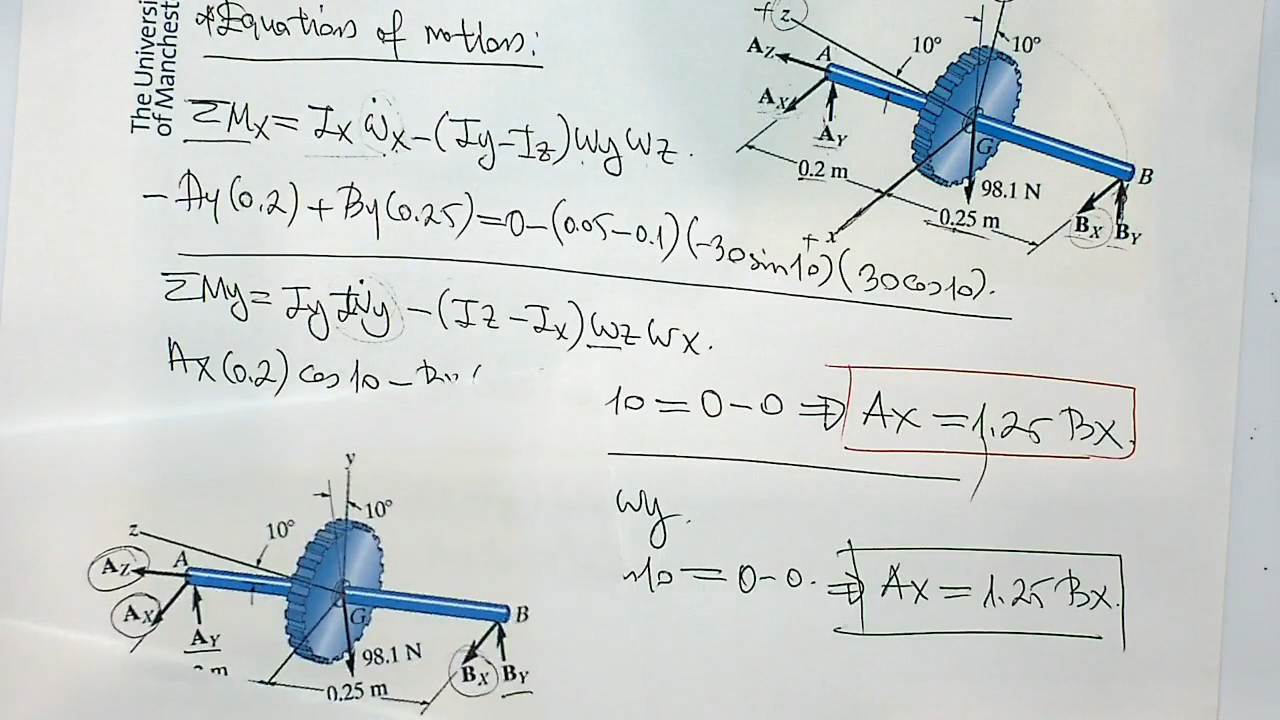 The Universi
of Manchest
*Equations of motions:
ΣMx = Ix ω̇x - (Iy - Iz) ωy ωz.
- Ay(0.2) + By(0.25) = 0 - (0.05 - 0.1)(-30 sin 10)(30 cos 10).
ΣMy = Iy ω̇y - (Iz - Ix) ωz ωx.
Ax(0.2) cos 10 -
10 = 0 - 0 ⇒ Ax = 1.25 Bx.
ωy.
10 = 0 - 0. ⇒ Ax = 1.25 Bx.
+ z
10°
10°
Az
A
Ax
Ay
G
B
0.2 m
98.1 N
0.25 m
Bx
By
+ x
y
10°
z
10°
Az
A
Ax
Ay
G
B
m
98.1 N
0.25 m
Bx
By